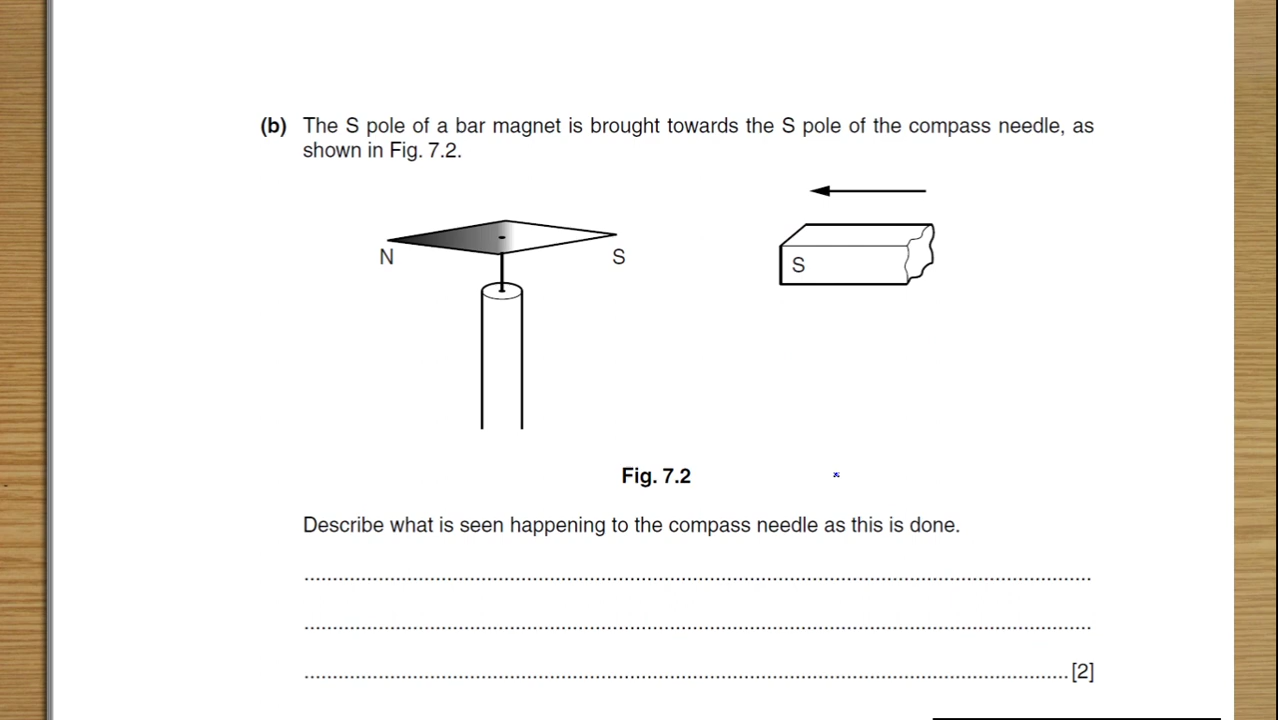 (b) The S pole of a bar magnet is brought towards the S pole of the compass needle, as
shown in Fig. 7.2.
N
S
S
Fig. 7.2
Describe what is seen happening to the compass needle as this is done.
..........................................................................................
..........................................................................................
..........................................................................................[2]